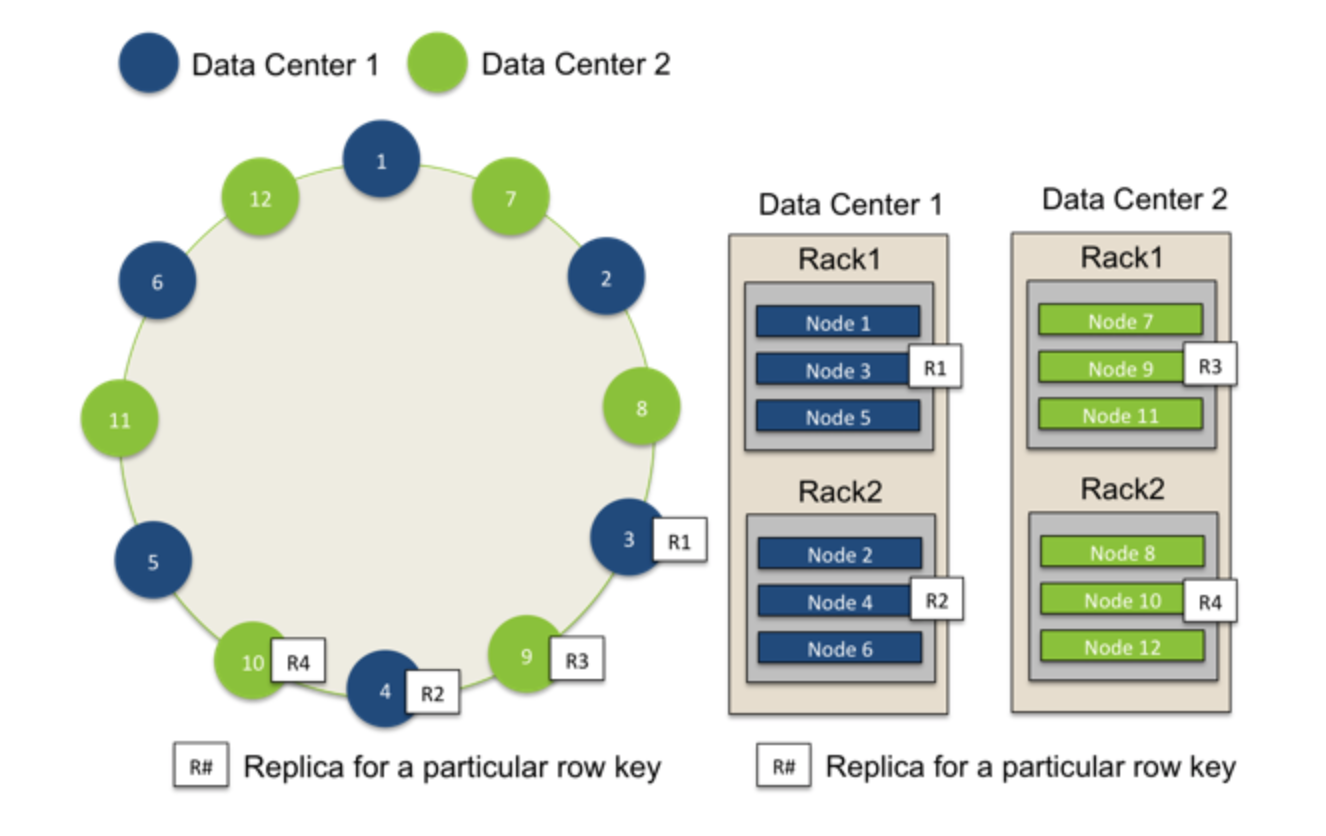 Data Center 1
Data Center 2
1
12
7
6
2
11
8
5
3
R1
10
R4
4
R2
9
R3
R# Replica for a particular row key
Data Center 1
Rack1
Node 1
Node 3
R1
Node 5
Rack2
Node 2
Node 4
R2
Node 6
Data Center 2
Rack1
Node 7
Node 9
R3
Node 11
Rack2
Node 8
Node 10
R4
Node 12
R# Replica for a particular row key